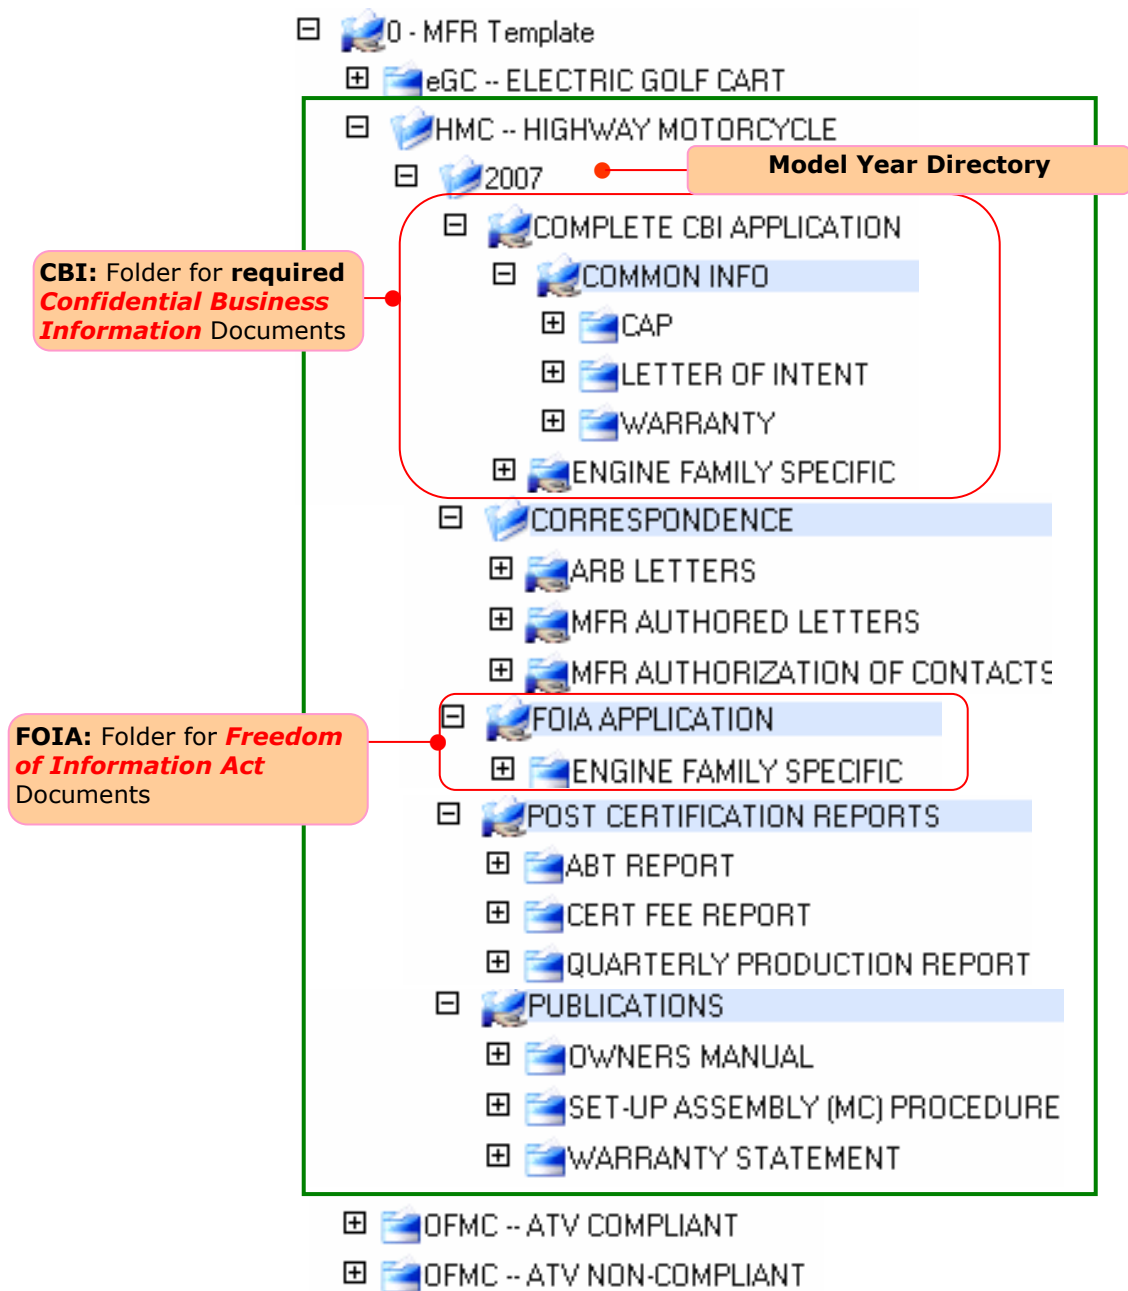 0 - MFR Template
eGC -- ELECTRIC GOLF CART
HMC -- HIGHWAY MOTORCYCLE
2007
Model Year Directory
COMPLETE CBI APPLICATION
CBI: Folder for required
Confidential Business
Information Documents
COMMON INFO
CAP
LETTER OF INTENT
WARRANTY
ENGINE FAMILY SPECIFIC
CORRESPONDENCE
ARB LETTERS
MFR AUTHORED LETTERS
MFR AUTHORIZATION OF CONTACTS
FOIA: Folder for Freedom
of Information Act
Documents
FOIA APPLICATION
ENGINE FAMILY SPECIFIC
POST CERTIFICATION REPORTS
ABT REPORT
CERT FEE REPORT
QUARTERLY PRODUCTION REPORT
PUBLICATIONS
OWNERS MANUAL
SET-UP ASSEMBLY (MC) PROCEDURE
WARRANTY STATEMENT
OFMC -- ATV COMPLIANT
OFMC -- ATV NON-COMPLIANT